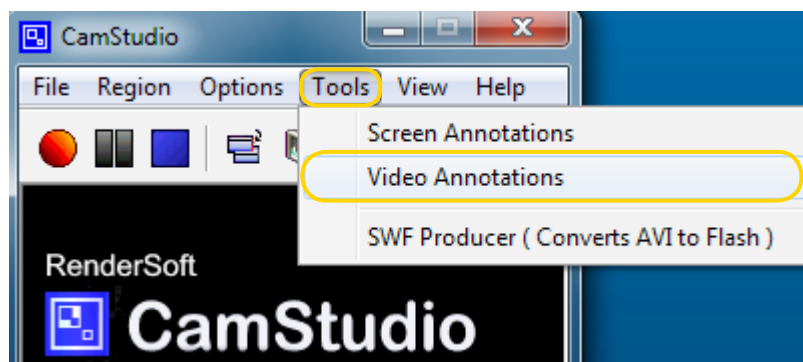 CamStudio
File Region Options Tools View Help
Screen Annotations
Video Annotations
SWF Producer ( Converts AVI to Flash )
RenderSoft
CamStudio